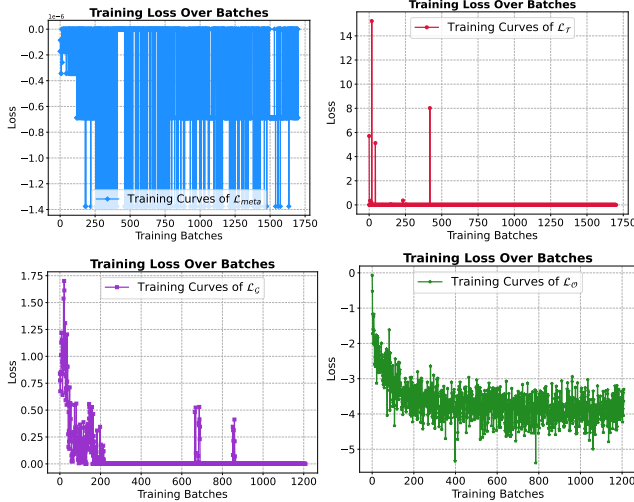 Training Loss Over Batches
1e−6
0.0
−0.2
−0.4
−0.6
−0.8
−1.0
−1.2
−1.4
Loss
Training Curves of ℒ_meta
0 250 500 750 1000 1250 1500 1750
Training Batches
Training Loss Over Batches
14
12
10
8
6
4
2
0
Loss
Training Curves of ℒ_𝒯
0 250 500 750 1000 1250 1500 1750
Training Batches
Training Loss Over Batches
1.75
1.50
1.25
1.00
0.75
0.50
0.25
0.00
Loss
Training Curves of ℒ_𝒢
0 200 400 600 800 1000 1200
Training Batches
Training Loss Over Batches
0
−1
−2
−3
−4
−5
Loss
Training Curves of ℒ_𝒪
0 200 400 600 800 1000 1200
Training Batches